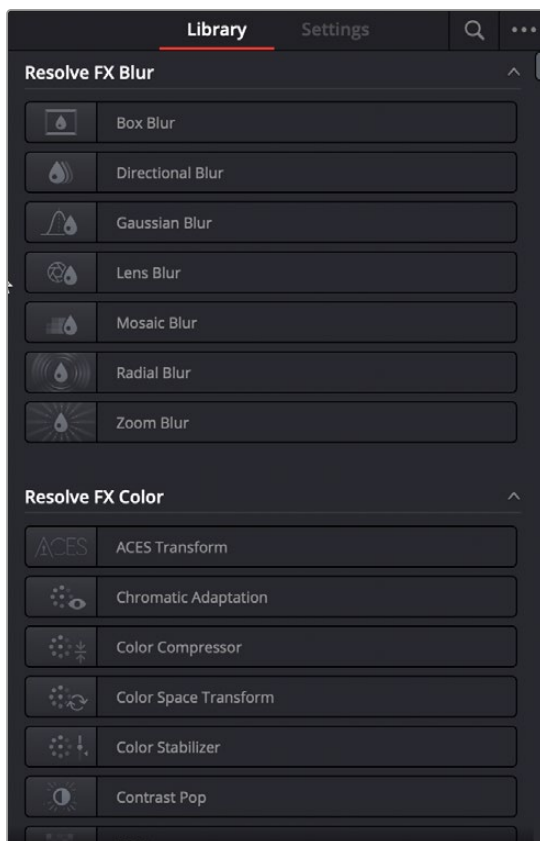 Library Settings
Resolve FX Blur
Box Blur
Directional Blur
Gaussian Blur
Lens Blur
Mosaic Blur
Radial Blur
Zoom Blur
Resolve FX Color
ACES ACES Transform
Chromatic Adaptation
Color Compressor
Color Space Transform
Color Stabilizer
Contrast Pop